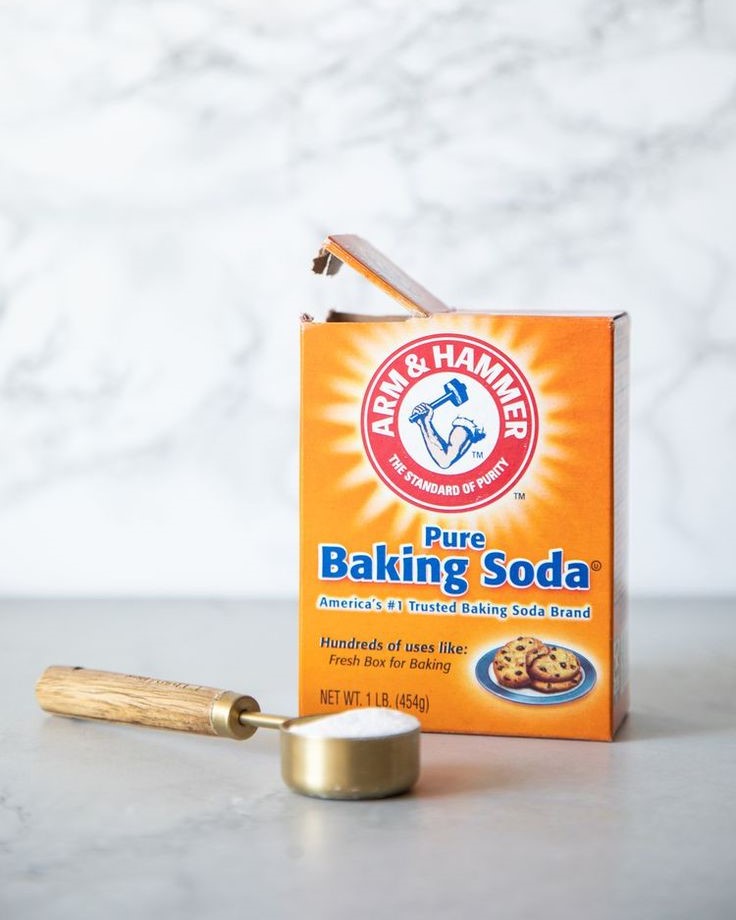 ARM & HAMMER
TM
THE STANDARD OF PURITY
TM
Pure
Baking Soda
America's #1 Trusted Baking Soda Brand
Hundreds of uses like:
Fresh Box for Baking
NET WT. 1 LB. (454g)